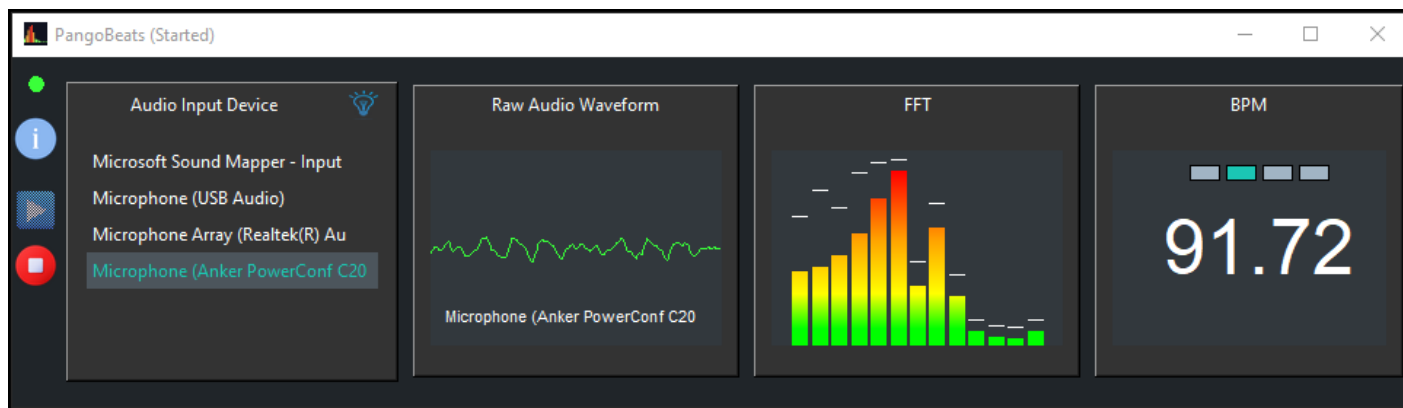 PangoBeats (Started)
Audio Input Device
Microsoft Sound Mapper - Input
Microphone (USB Audio)
Microphone Array (Realtek(R) Au
Microphone (Anker PowerConf C20
Raw Audio Waveform
Microphone (Anker PowerConf C20
FFT
BPM
91.72